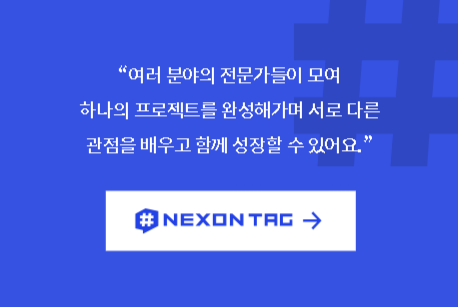 “여러 분야의 전문가들이 모여
하나의 프로젝트를 완성해가며 서로 다른
관점을 배우고 함께 성장할 수 있어요.”
# NEXON TAG →